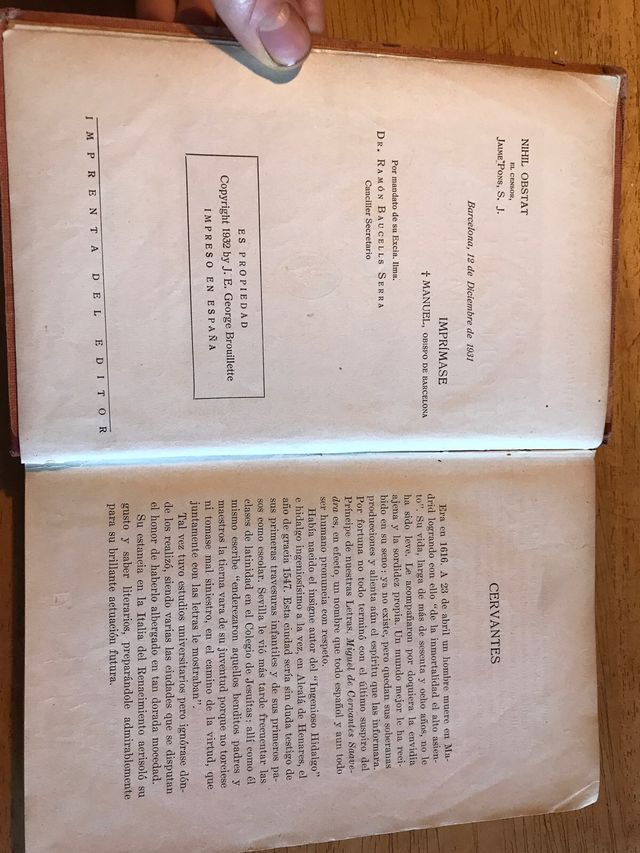 NIHIL OBSTAT
EL CENSOR,
JAIME PONS, S. J.
Barcelona, 12 de Diciembre de 1931
IMPRÍMASE
† MANUEL, OBISPO DE BARCELONA
Por mandato de su Excia. Ilma.
DR. RAMÓN BAUCELLS SERRA
Canciller Secretario
ES PROPIEDAD
Copyright 1932 by J. E. George Brouillette
IMPRESO EN ESPAÑA
IMPRENTA DEL EDITOR
CERVANTES
Era en 1616. A 23 de abril un hombre muere en Ma-
drid logrando con ello "de la inmortalidad el alto asien-
to". Su vida, larga de más de sesenta y ocho años, no le
ha sido leve. Le acompañaron por doquiera la envidia
ajena y la sordidez propia. Un mundo mejor le ha reci-
bido en su seno; ya no existe, pero quedan sus soberanas
producciones y alienta aún el espíritu que las informara.
Por fortuna no todo terminó con el último suspiro del
Príncipe de nuestras Letras. Miguel de Cervantes Saave-
dra es, en efecto, un nombre que todo español y aun todo
ser humano pronuncia con respeto.
Había nacido el insigne autor del "Ingenioso Hidalgo"
e hidalgo ingeniosísimo a la vez, en Alcalá de Henares, el
año de gracia 1547. Esta ciudad sería sin duda testigo de
sus primeras travesuras infantiles y de sus primeros pa-
sos como escolar. Sevilla le vió más tarde frecuentar las
clases de latinidad en el Colegio de Jesuítas: allí como él
mismo escribe "enderezaron aquellos benditos padres y
maestros la tierna vara de su juventud porque no torciese
ni tomase mal siniestro, en el camino de la virtud, que
juntamente con las letras le mostraban."
Tal vez tuvo estudios universitarios pero ignórase dón-
de los realizó, siendo varias las ciudades que se disputan
el honor de haberlo albergado en tan dorada mocedad.
Su estancia en la Italia del Renacimiento acrisoló su
gusto y saber literarios, preparándole admirablemente
para su brillante actuación futura.